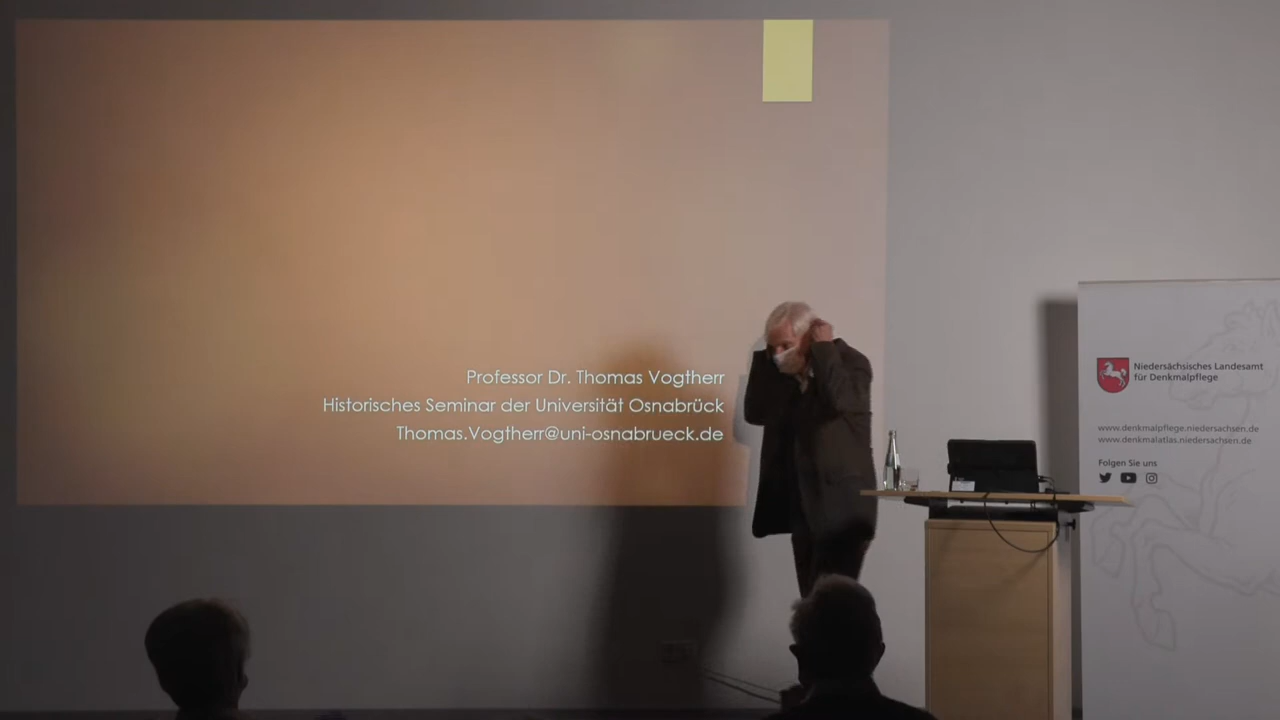 Professor Dr. Thomas Vogtherr
Historisches Seminar der Universität Osnabrück
Thomas.Vogtherr@uni-osnabrueck.de
Niedersächsisches Landesamt
für Denkmalpflege
www.denkmalpflege.niedersachsen.de
www.denkmalatlas.niedersachsen.de
Folgen Sie uns